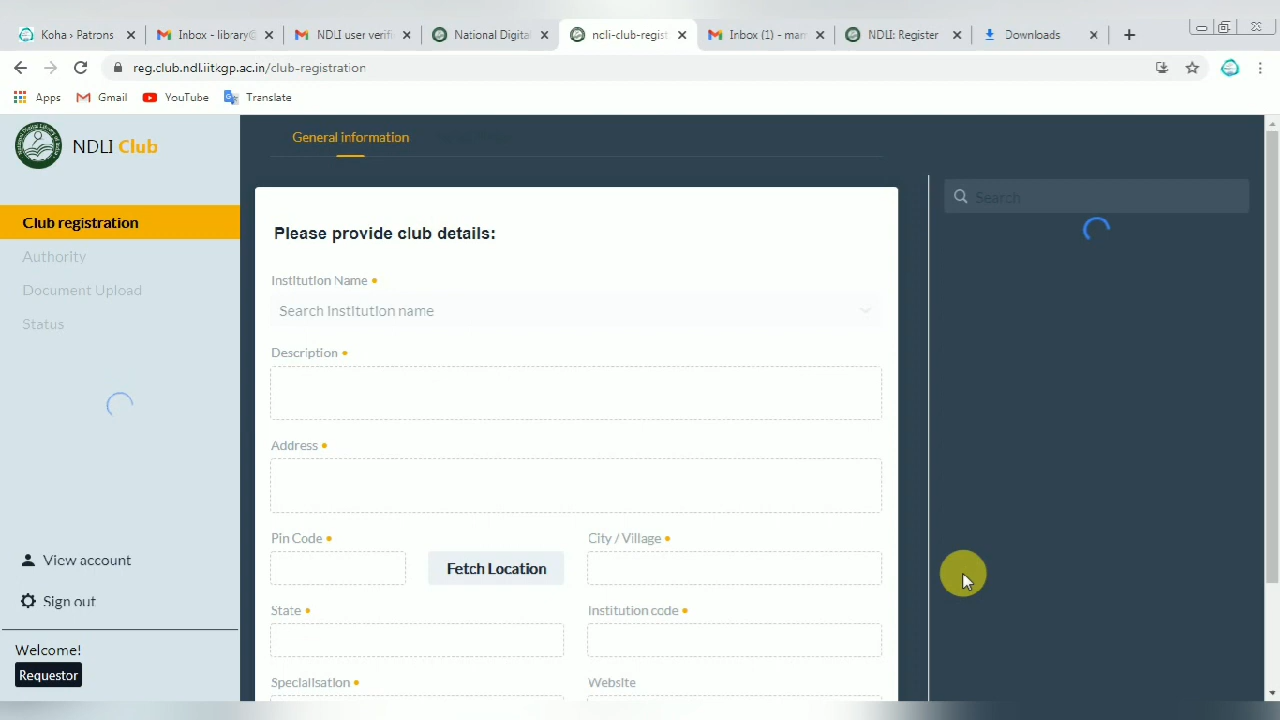 Koha › Patrons
Inbox - library@
NDLI user verifi
National Digita
ncli-club-regist
Inbox (1) - man
NDLI: Register
Downloads
reg.club.ndl.iitkgp.ac.in/club-registration
Apps
Gmail
YouTube
Translate
NDLI Club
General information
Club registration
Authority
Document Upload
Status
View account
Sign out
Welcome!
Requestor
Please provide club details:
Institution Name
Search institution name
Description
Address
Pin Code
Fetch Location
City / Village
State
Institution code
Specialisation
Website
Search